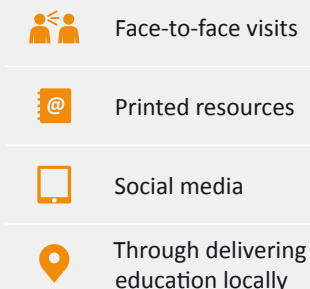 Face-to-face visits
@
Printed resources
Social media
Through delivering
education locally